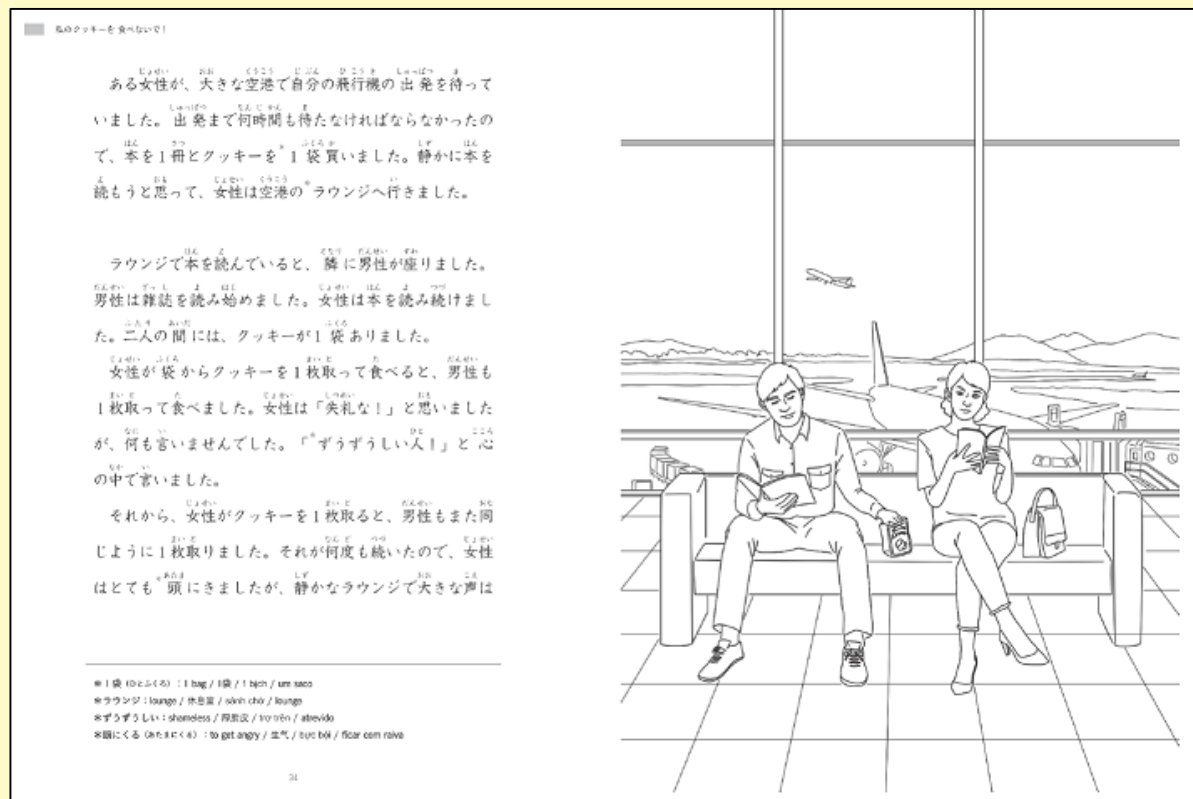 私のクッキーを食べないで！
ある女性が、大きな空港で自分の飛行機の出発を待って
いました。出発まで何時間も待たなければならなかったの
で、本を1冊とクッキーを*1袋買いました。静かに本を
読もうと思って、女性は空港の*ラウンジへ行きました。
ラウンジで本を読んでいると、隣に男性が座りました。
男性は雑誌を読み始めました。女性は本を読み続けまし
た。二人の間には、クッキーが1袋ありました。
女性が袋からクッキーを1枚取って食べると、男性も
1枚取って食べました。女性は「失礼な！」と思いました
が、何も言いませんでした。「*ずうずうしい人！」と心
の中で言いました。
それから、女性がクッキーを1枚取ると、男性もまた同
じように1枚取りました。それが何度も続いたので、女性
はとても*頭にきましたが、静かなラウンジで大きな声は
*1袋（ひとふくろ）：1 bag / 1袋 / 1 bịch / um saco
*ラウンジ：lounge / 休息室 / sảnh chờ / lounge
*ずうずうしい：shameless / 厚脸皮 / trơ trẽn / atrevido
*頭にくる（あたまにくる）：to get angry / 生气 / bực bội / ficar com raiva
34